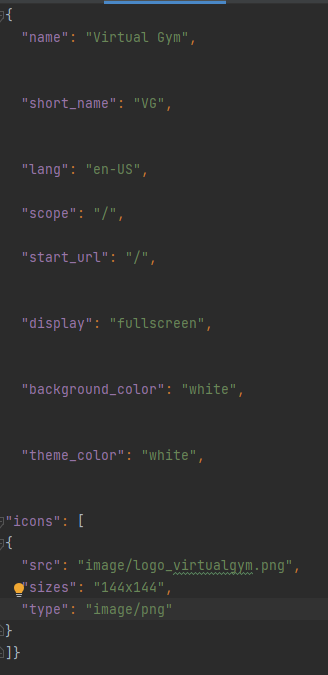 {
"name": "Virtual Gym",
"short_name": "VG",
"lang": "en-US",
"scope": "/",
"start_url": "/",
"display": "fullscreen",
"background_color": "white",
"theme_color": "white",
"icons": [
{
"src": "image/logo_virtualgym.png",
"sizes": "144x144",
"type": "image/png"
}
]}